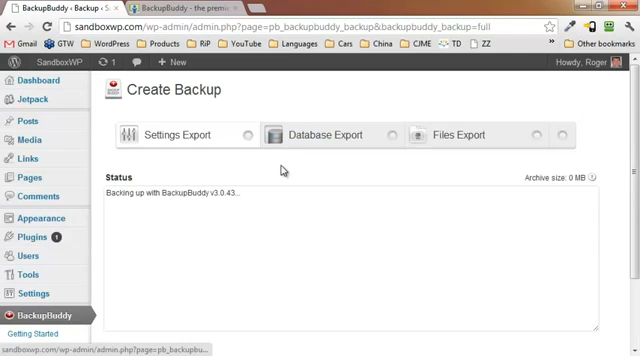 BackupBuddy ‹ Backup ‹ Sa
BackupBuddy - the premie
sandboxwp.com/wp-admin/admin.php?page=pb_backupbuddy_backup&backupbuddy_backup=full
Gmail GTW WordPress Products RichIP YouTube Languages Cars China CJME TD ZZ Other bookmarks
SandboxWP New Howdy, Roger
Dashboard
Jetpack
Posts
Media
Links
Pages
Comments
Appearance
Plugins 1
Users
Tools
Settings
BackupBuddy
Getting Started
Create Backup
Settings Export Database Export Files Export
Status Archive size: 0 MB
Backing up with BackupBuddy v3.0.43...
sandboxwp.com/wp-admin/admin.php?page=pb_backupbu...